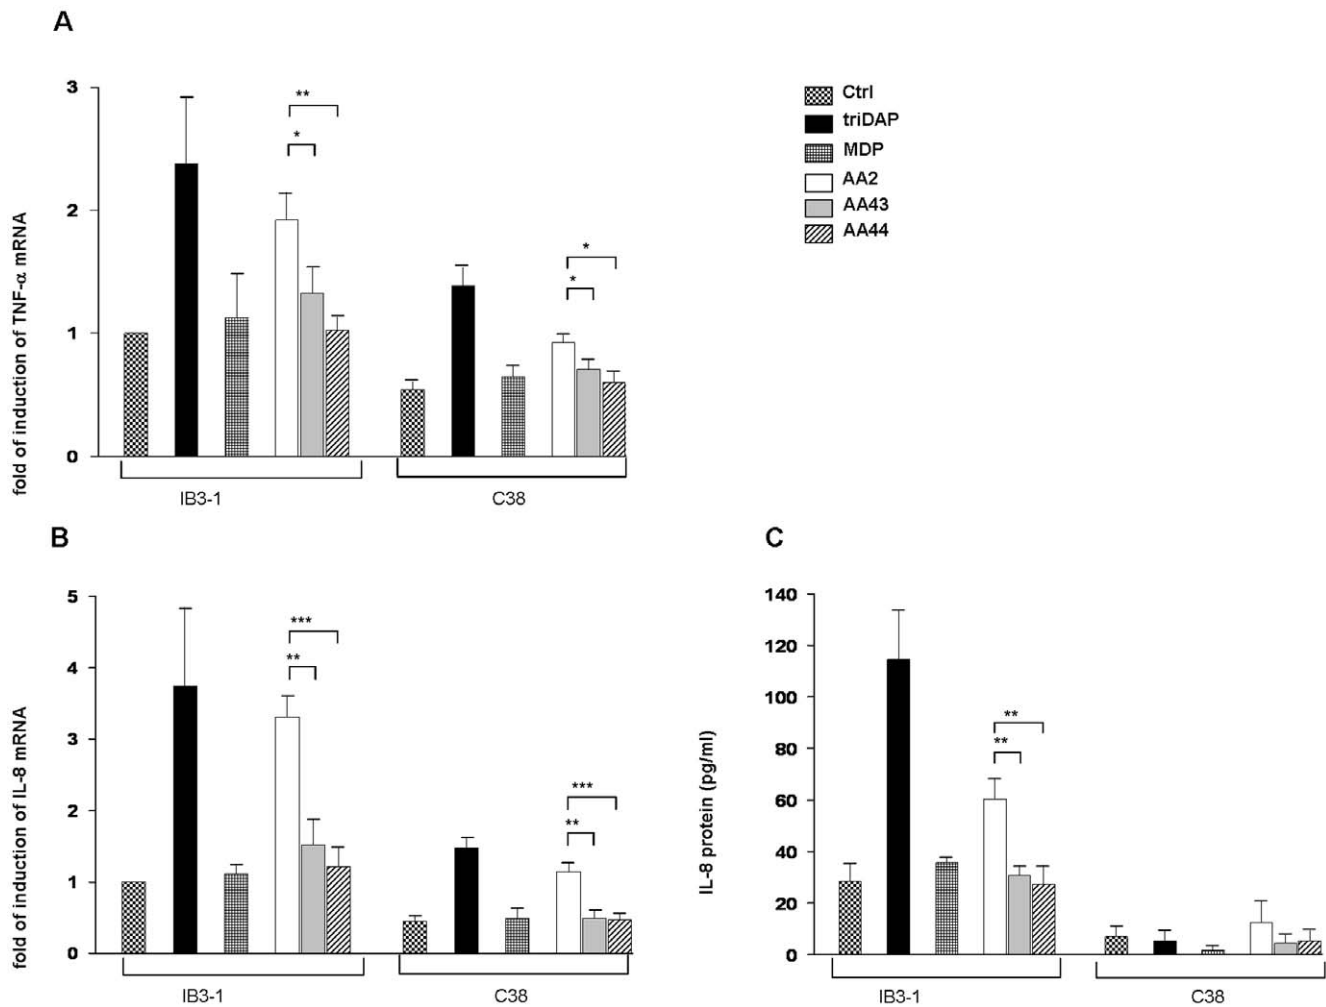 A
fold of induction of TNF-α mRNA
3
2
1
0
**
*
*
*
IB3-1
C38
Ctrl
triDAP
MDP
AA2
AA43
AA44
B
fold of induction of IL-8 mRNA
5
4
3
2
1
0
***
**
***
**
IB3-1
C38
C
IL-8 protein (pg/ml)
140
120
100
80
60
40
20
0
**
**
IB3-1
C38